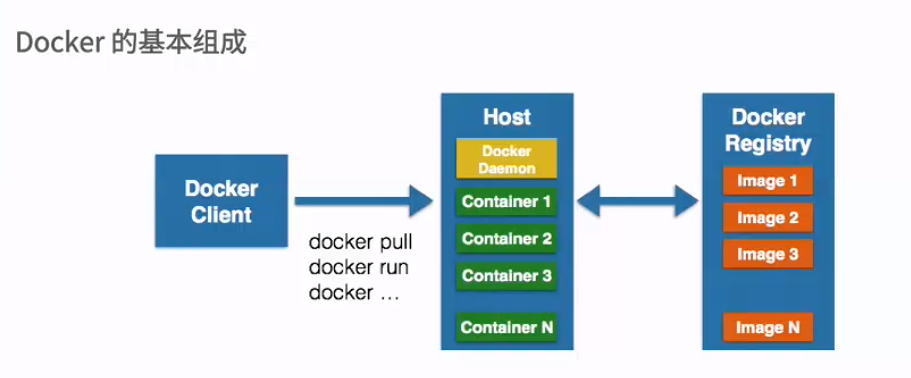 Docker 的基本组成
Docker
Client
docker pull
docker run
docker ...
Host
Docker
Daemon
Container 1
Container 2
Container 3
Container N
Docker
Registry
Image 1
Image 2
Image 3
Image N